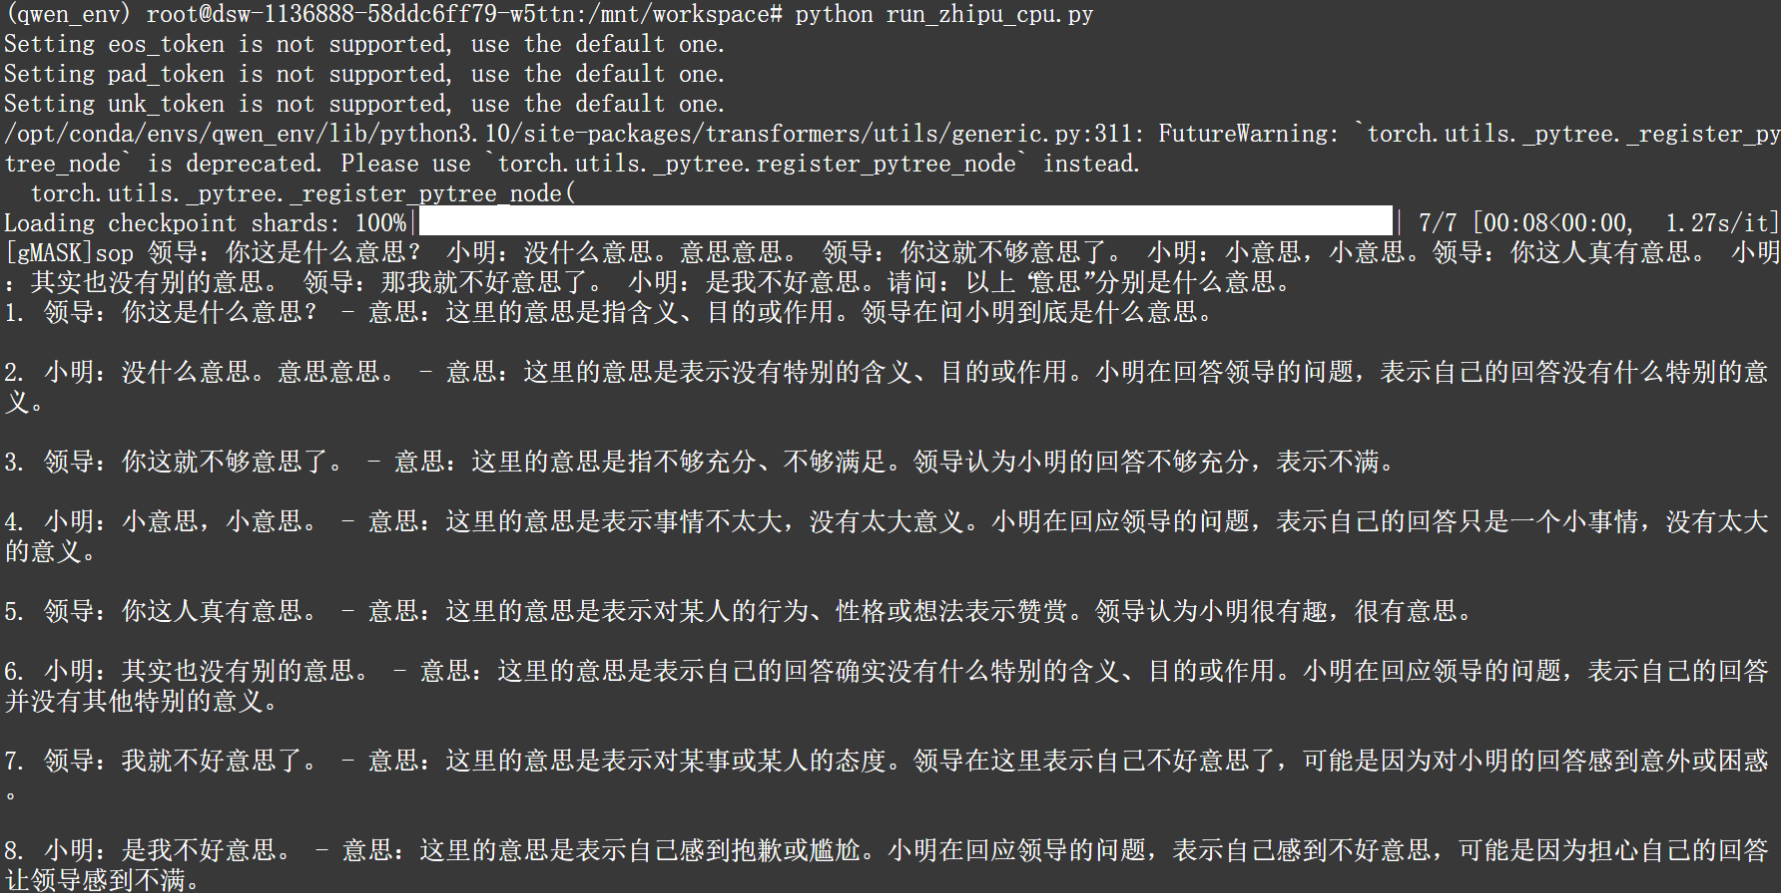 (qwen_env) root@dsw-1136888-58ddc6ff79-w5ttn:/mnt/workspace# python run_zhipu_cpu.py
Setting eos_token is not supported, use the default one.
Setting pad_token is not supported, use the default one.
Setting unk_token is not supported, use the default one.
/opt/conda/envs/qwen_env/lib/python3.10/site-packages/transformers/utils/generic.py:311: FutureWarning: `torch.utils._pytree._register_py
tree_node` is deprecated. Please use `torch.utils._pytree.register_pytree_node` instead.
  torch.utils._pytree._register_pytree_node(
Loading checkpoint shards: 100%|██████████| 7/7 [00:08<00:00,  1.27s/it]
[gMASK]sop 领导：你这是什么意思？ 小明：没什么意思。意思意思。 领导：你这就不够意思了。 小明：小意思，小意思。领导：你这人真有意思。 小明
：其实也没有别的意思。 领导：那我就不好意思了。 小明：是我不好意思。请问：以上“意思”分别是什么意思。
1. 领导：你这是什么意思？ - 意思：这里的意思是指含义、目的或作用。领导在问小明到底是什么意思。
2. 小明：没什么意思。意思意思。 - 意思：这里的意思是表示没有特别的含义、目的或作用。小明在回答领导的问题，表示自己的回答没有什么特别的意
义。
3. 领导：你这就不够意思了。 - 意思：这里的意思是指不够充分、不够满足。领导认为小明的回答不够充分，表示不满。
4. 小明：小意思，小意思。 - 意思：这里的意思是表示事情不太大，没有太大意义。小明在回应领导的问题，表示自己的回答只是一个小事情，没有太大
的意义。
5. 领导：你这人真有意思。 - 意思：这里的意思是表示对某人的行为、性格或想法表示赞赏。领导认为小明很有趣，很有意思。
6. 小明：其实也没有别的意思。 - 意思：这里的意思是表示自己的回答确实没有什么特别的含义、目的或作用。小明在回应领导的问题，表示自己的回答
并没有其他特别的意义。
7. 领导：我就不好意思了。 - 意思：这里的意思是表示对某事或某人的态度。领导在这里表示自己不好意思了，可能是因为对小明的回答感到意外或困惑
。
8. 小明：是我不好意思。 - 意思：这里的意思是表示自己感到抱歉或尴尬。小明在回应领导的问题，表示自己感到不好意思，可能是因为担心自己的回答
让领导感到不满。